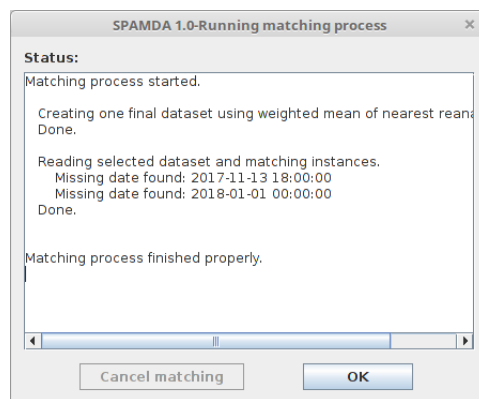 SPAMDA 1.0-Running matching process ×
Status:
Matching process started.
Creating one final dataset using weighted mean of nearest
Done.
Reading selected dataset and matching instances.
Missing date found: 2017-11-13 18:00:00
Missing date found: 2018-01-01 00:00:00
Done.
Matching process finished properly.
Cancel matching
OK